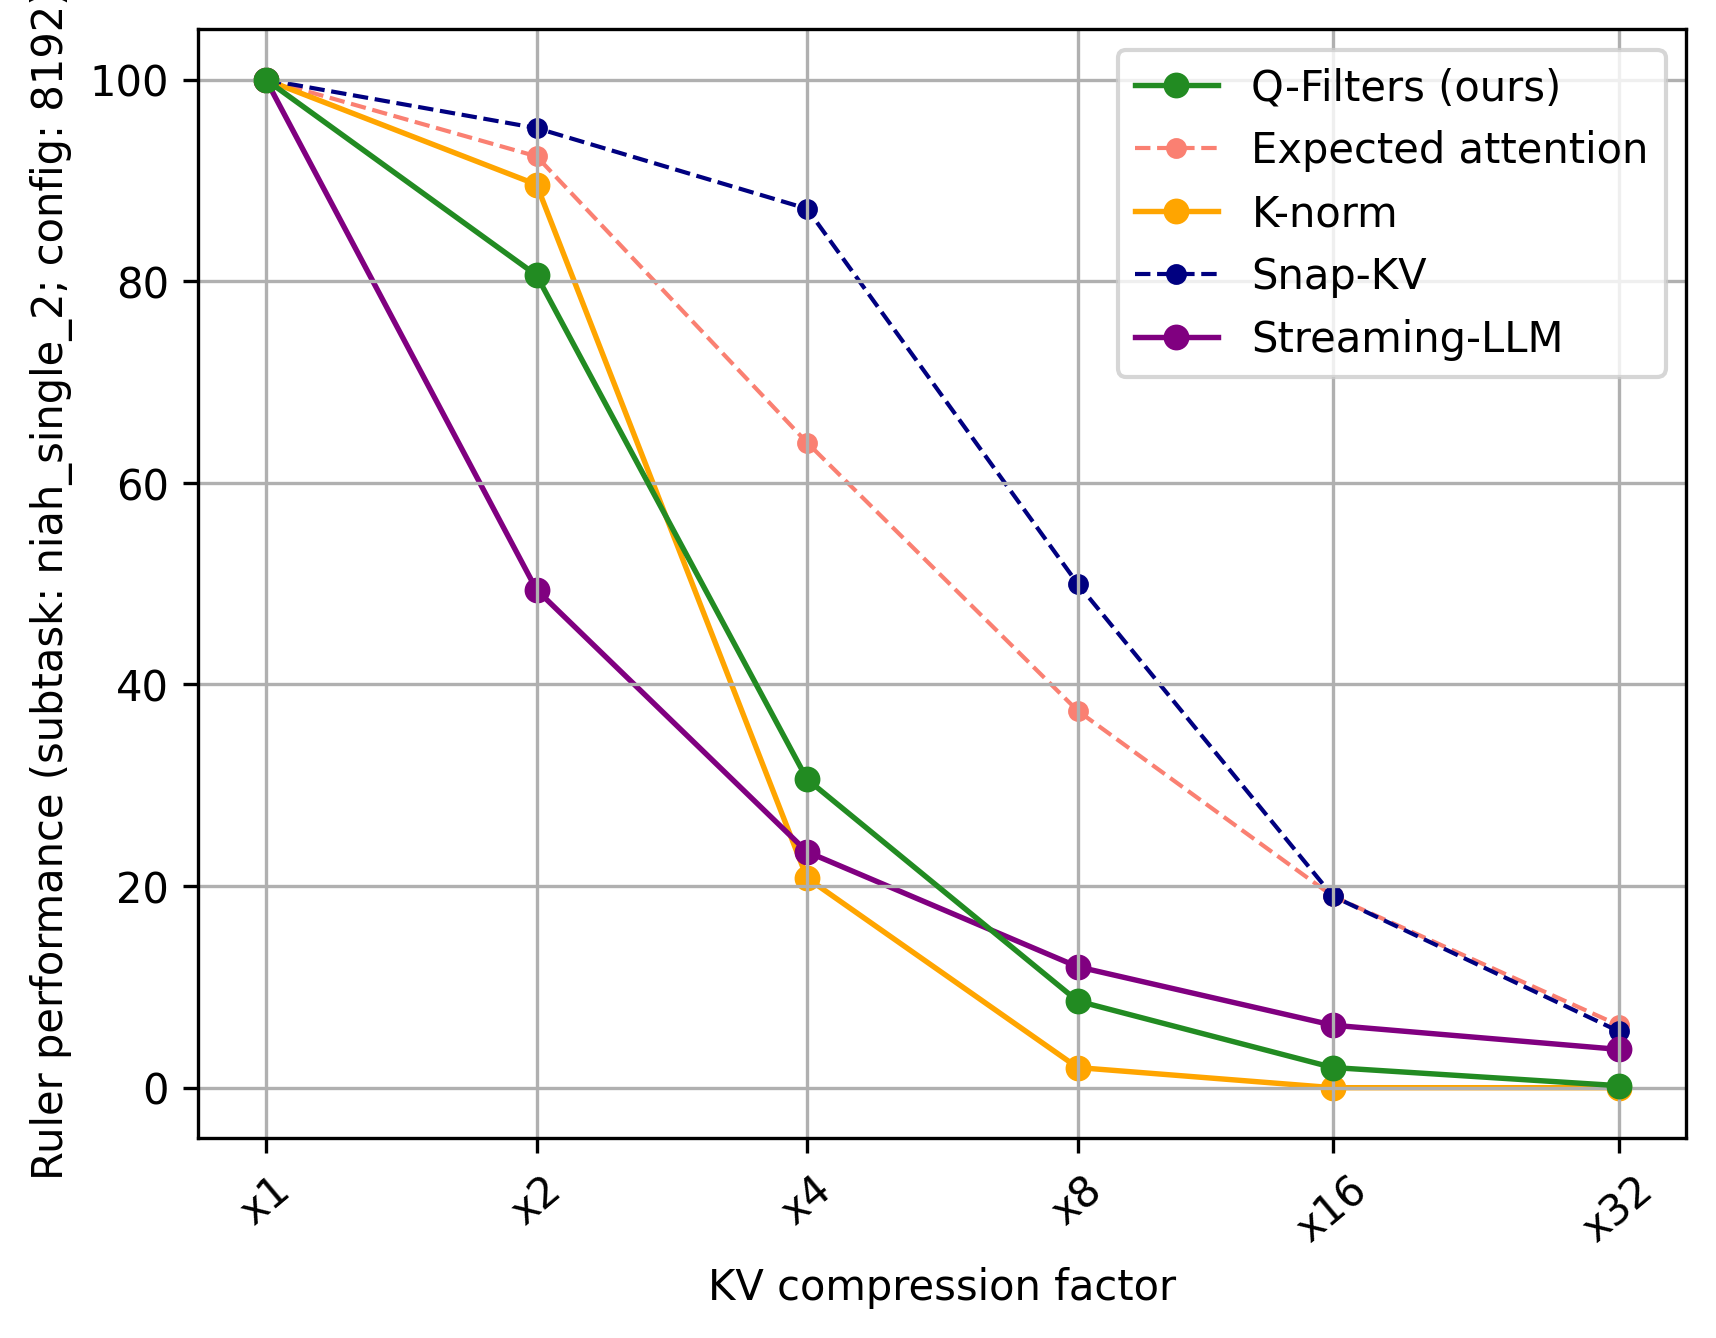 Ruler performance (subtask: niah_single_2; config: 8192)
100
80
60
40
20
0
x1
x2
x4
x8
x16
x32
KV compression factor
Q-Filters (ours)
Expected attention
K-norm
Snap-KV
Streaming-LLM